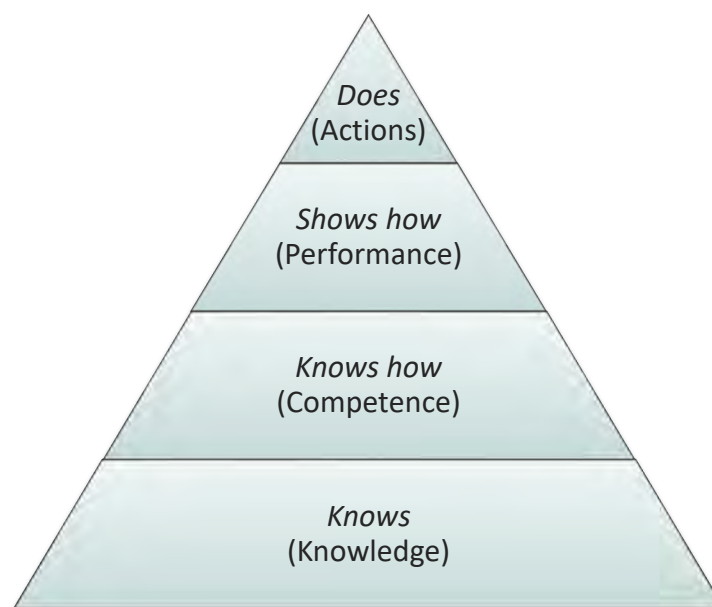 Does
(Actions)
Shows how
(Performance)
Knows how
(Competence)
Knows
(Knowledge)